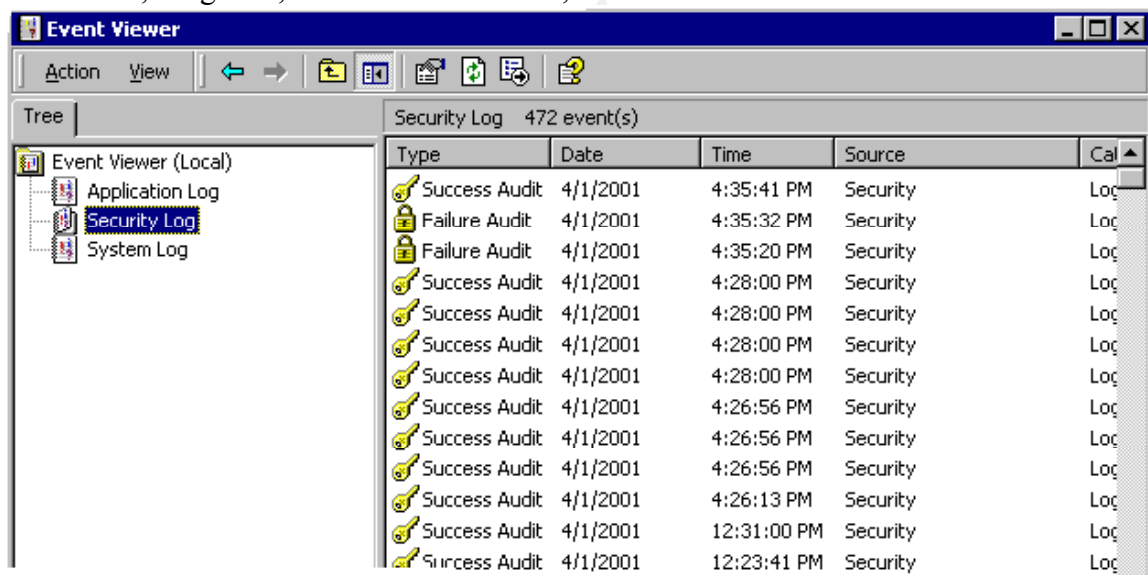 Event Viewer
Action View
Tree
Security Log 472 event(s)
Event Viewer (Local)
Application Log
Security Log
System Log
Type Date Time Source
Success Audit 4/1/2001 4:35:41 PM Security
Failure Audit 4/1/2001 4:35:32 PM Security
Failure Audit 4/1/2001 4:35:20 PM Security
Success Audit 4/1/2001 4:28:00 PM Security
Success Audit 4/1/2001 4:28:00 PM Security
Success Audit 4/1/2001 4:28:00 PM Security
Success Audit 4/1/2001 4:28:00 PM Security
Success Audit 4/1/2001 4:26:56 PM Security
Success Audit 4/1/2001 4:26:56 PM Security
Success Audit 4/1/2001 4:26:56 PM Security
Success Audit 4/1/2001 4:26:13 PM Security
Success Audit 4/1/2001 12:31:00 PM Security
Success Audit 4/1/2001 12:23:41 PM Security